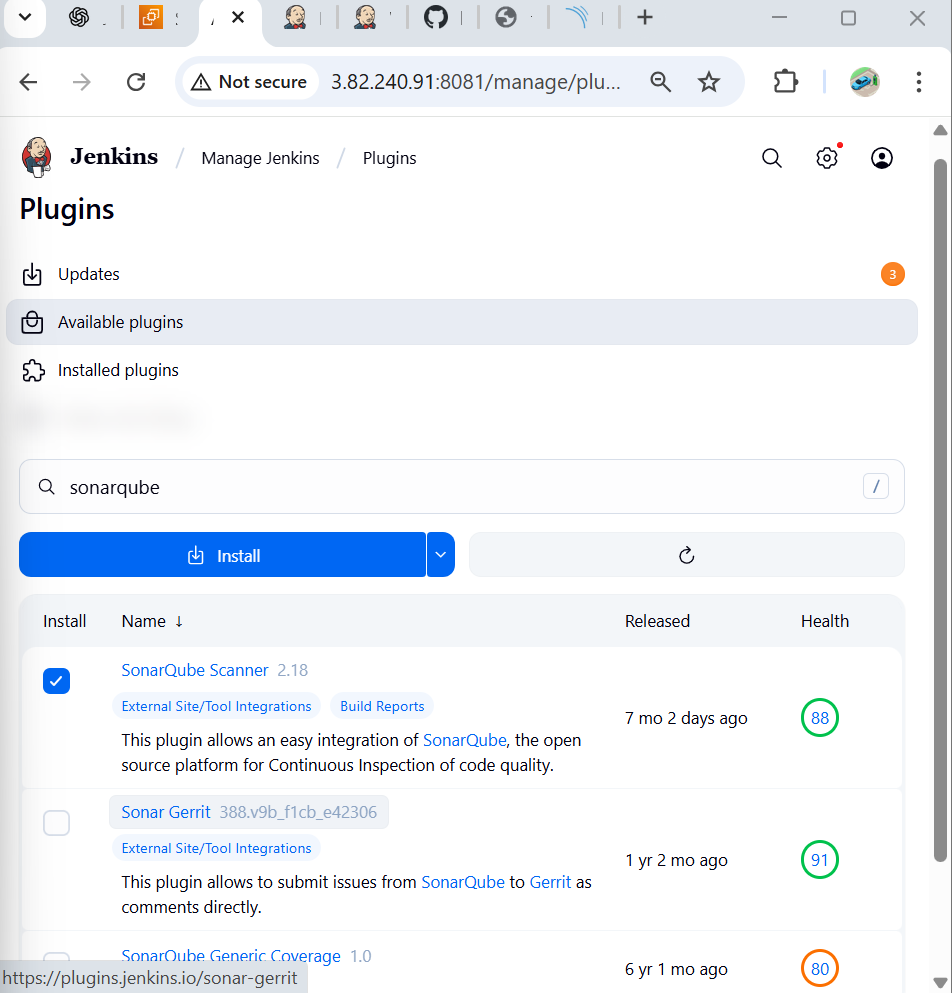 Not secure 3.82.240.91:8081/manage/plu...
Jenkins / Manage Jenkins / Plugins
Plugins
Updates 3
Available plugins
Installed plugins
sonarqube /
Install
Install Name ↓ Released Health
SonarQube Scanner 2.18
External Site/Tool Integrations Build Reports
This plugin allows an easy integration of SonarQube, the open
source platform for Continuous Inspection of code quality.
7 mo 2 days ago 88
Sonar Gerrit 388.v9b_f1cb_e42306
External Site/Tool Integrations
This plugin allows to submit issues from SonarQube to Gerrit as
comments directly.
1 yr 2 mo ago 91
SonarQube Generic Coverage 1.0
6 yr 1 mo ago 80
https://plugins.jenkins.io/sonar-gerrit